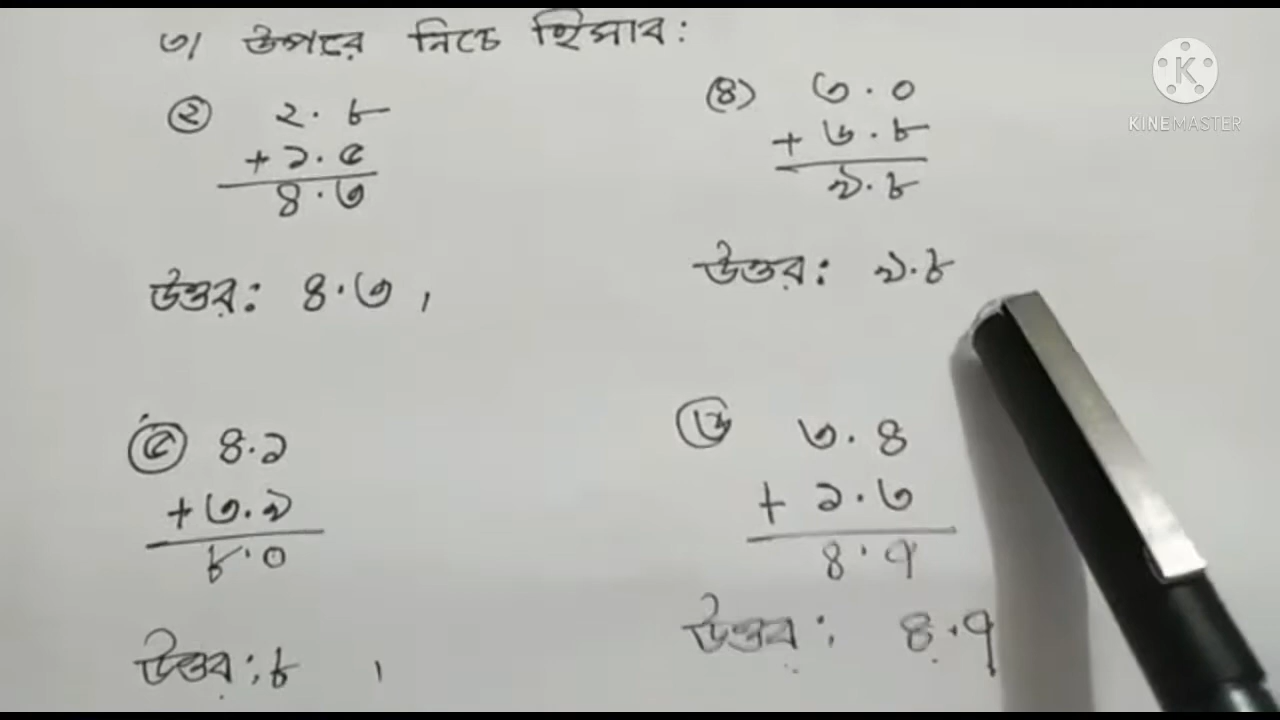 ৩। উপরে নিচে হিসাব:
(২) ২.৮
+১.৫
৪.৩
উত্তর: ৪.৩,
(৪) ৩.০
+ ৬.৮
৯.৮
উত্তর: ৯.৮
(৫) ৪.১
+৩.৯
৮.০
উত্তর: ৮ ,
(৬) ৩.৪
+ ১.৩
৪.৭
উত্তর: ৪.৭
KINEMASTER